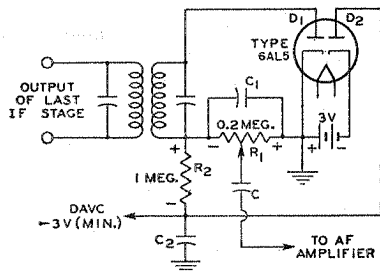 D1 D2
TYPE
6AL5
OUTPUT
OF LAST
IF STAGE
C1
0.2 MEG.
- +
R1
3V
+ -
+
R2
1 MEG.
-
C
DAVC
-3V (MIN.)
C2
TO AF
AMPLIFIER